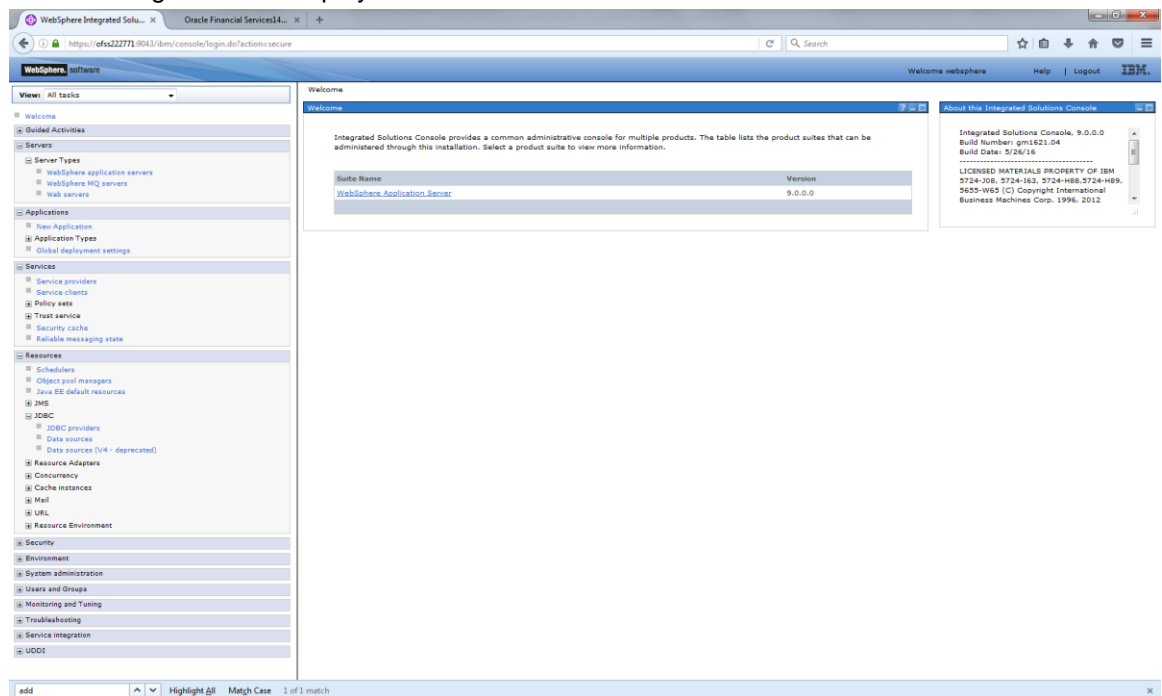 WebSphere Integrated Solu... × Oracle Financial Services14... × +
https://ofss222771:9043/ibm/console/login.do?action=secure
Search
WebSphere. software
Welcome websphere Help | Logout IBM.
View: All tasks
Welcome
Guided Activities
Servers
Server Types
WebSphere application servers
WebSphere MQ servers
Web servers
Applications
New Application
Application Types
Global deployment settings
Services
Service providers
Service clients
Policy sets
Trust service
Security cache
Reliable messaging state
Resources
Schedulers
Object pool managers
Java EE default resources
JMS
JDBC
JDBC providers
Data sources
Data sources (V4 - deprecated)
Resource Adapters
Concurrency
Cache instances
Mail
URL
Resource Environment
Security
Environment
System administration
Users and Groups
Monitoring and Tuning
Troubleshooting
Service integration
UDDI
Welcome
Welcome
Integrated Solutions Console provides a common administrative console for multiple products. The table lists the product suites that can be
administered through this installation. Select a product suite to view more information.
Suite Name Version
WebSphere Application Server 9.0.0.0
About this Integrated Solutions Console
Integrated Solutions Console, 9.0.0.0
Build Number: gm1621.04
Build Date: 5/26/16
----------------------------------------
LICENSED MATERIALS PROPERTY OF IBM
5724-J08, 5724-I63, 5724-H88,5724-H89,
5655-W65 (C) Copyright International
Business Machines Corp. 1996, 2012
add Highlight All Match Case 1 of 1 match ×